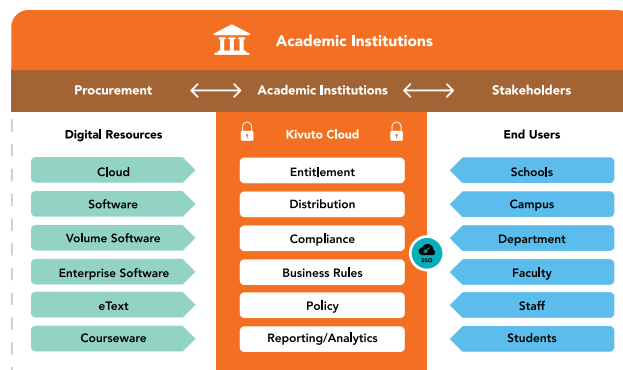 Academic Institutions
Procurement
Academic Institutions
Stakeholders
Digital Resources
Kivuto Cloud
End Users
Cloud
Entitlement
Schools
Software
Distribution
Campus
Volume Software
Compliance
Department
SSO
Enterprise Software
Business Rules
Faculty
eText
Policy
Staff
Courseware
Reporting/Analytics
Students